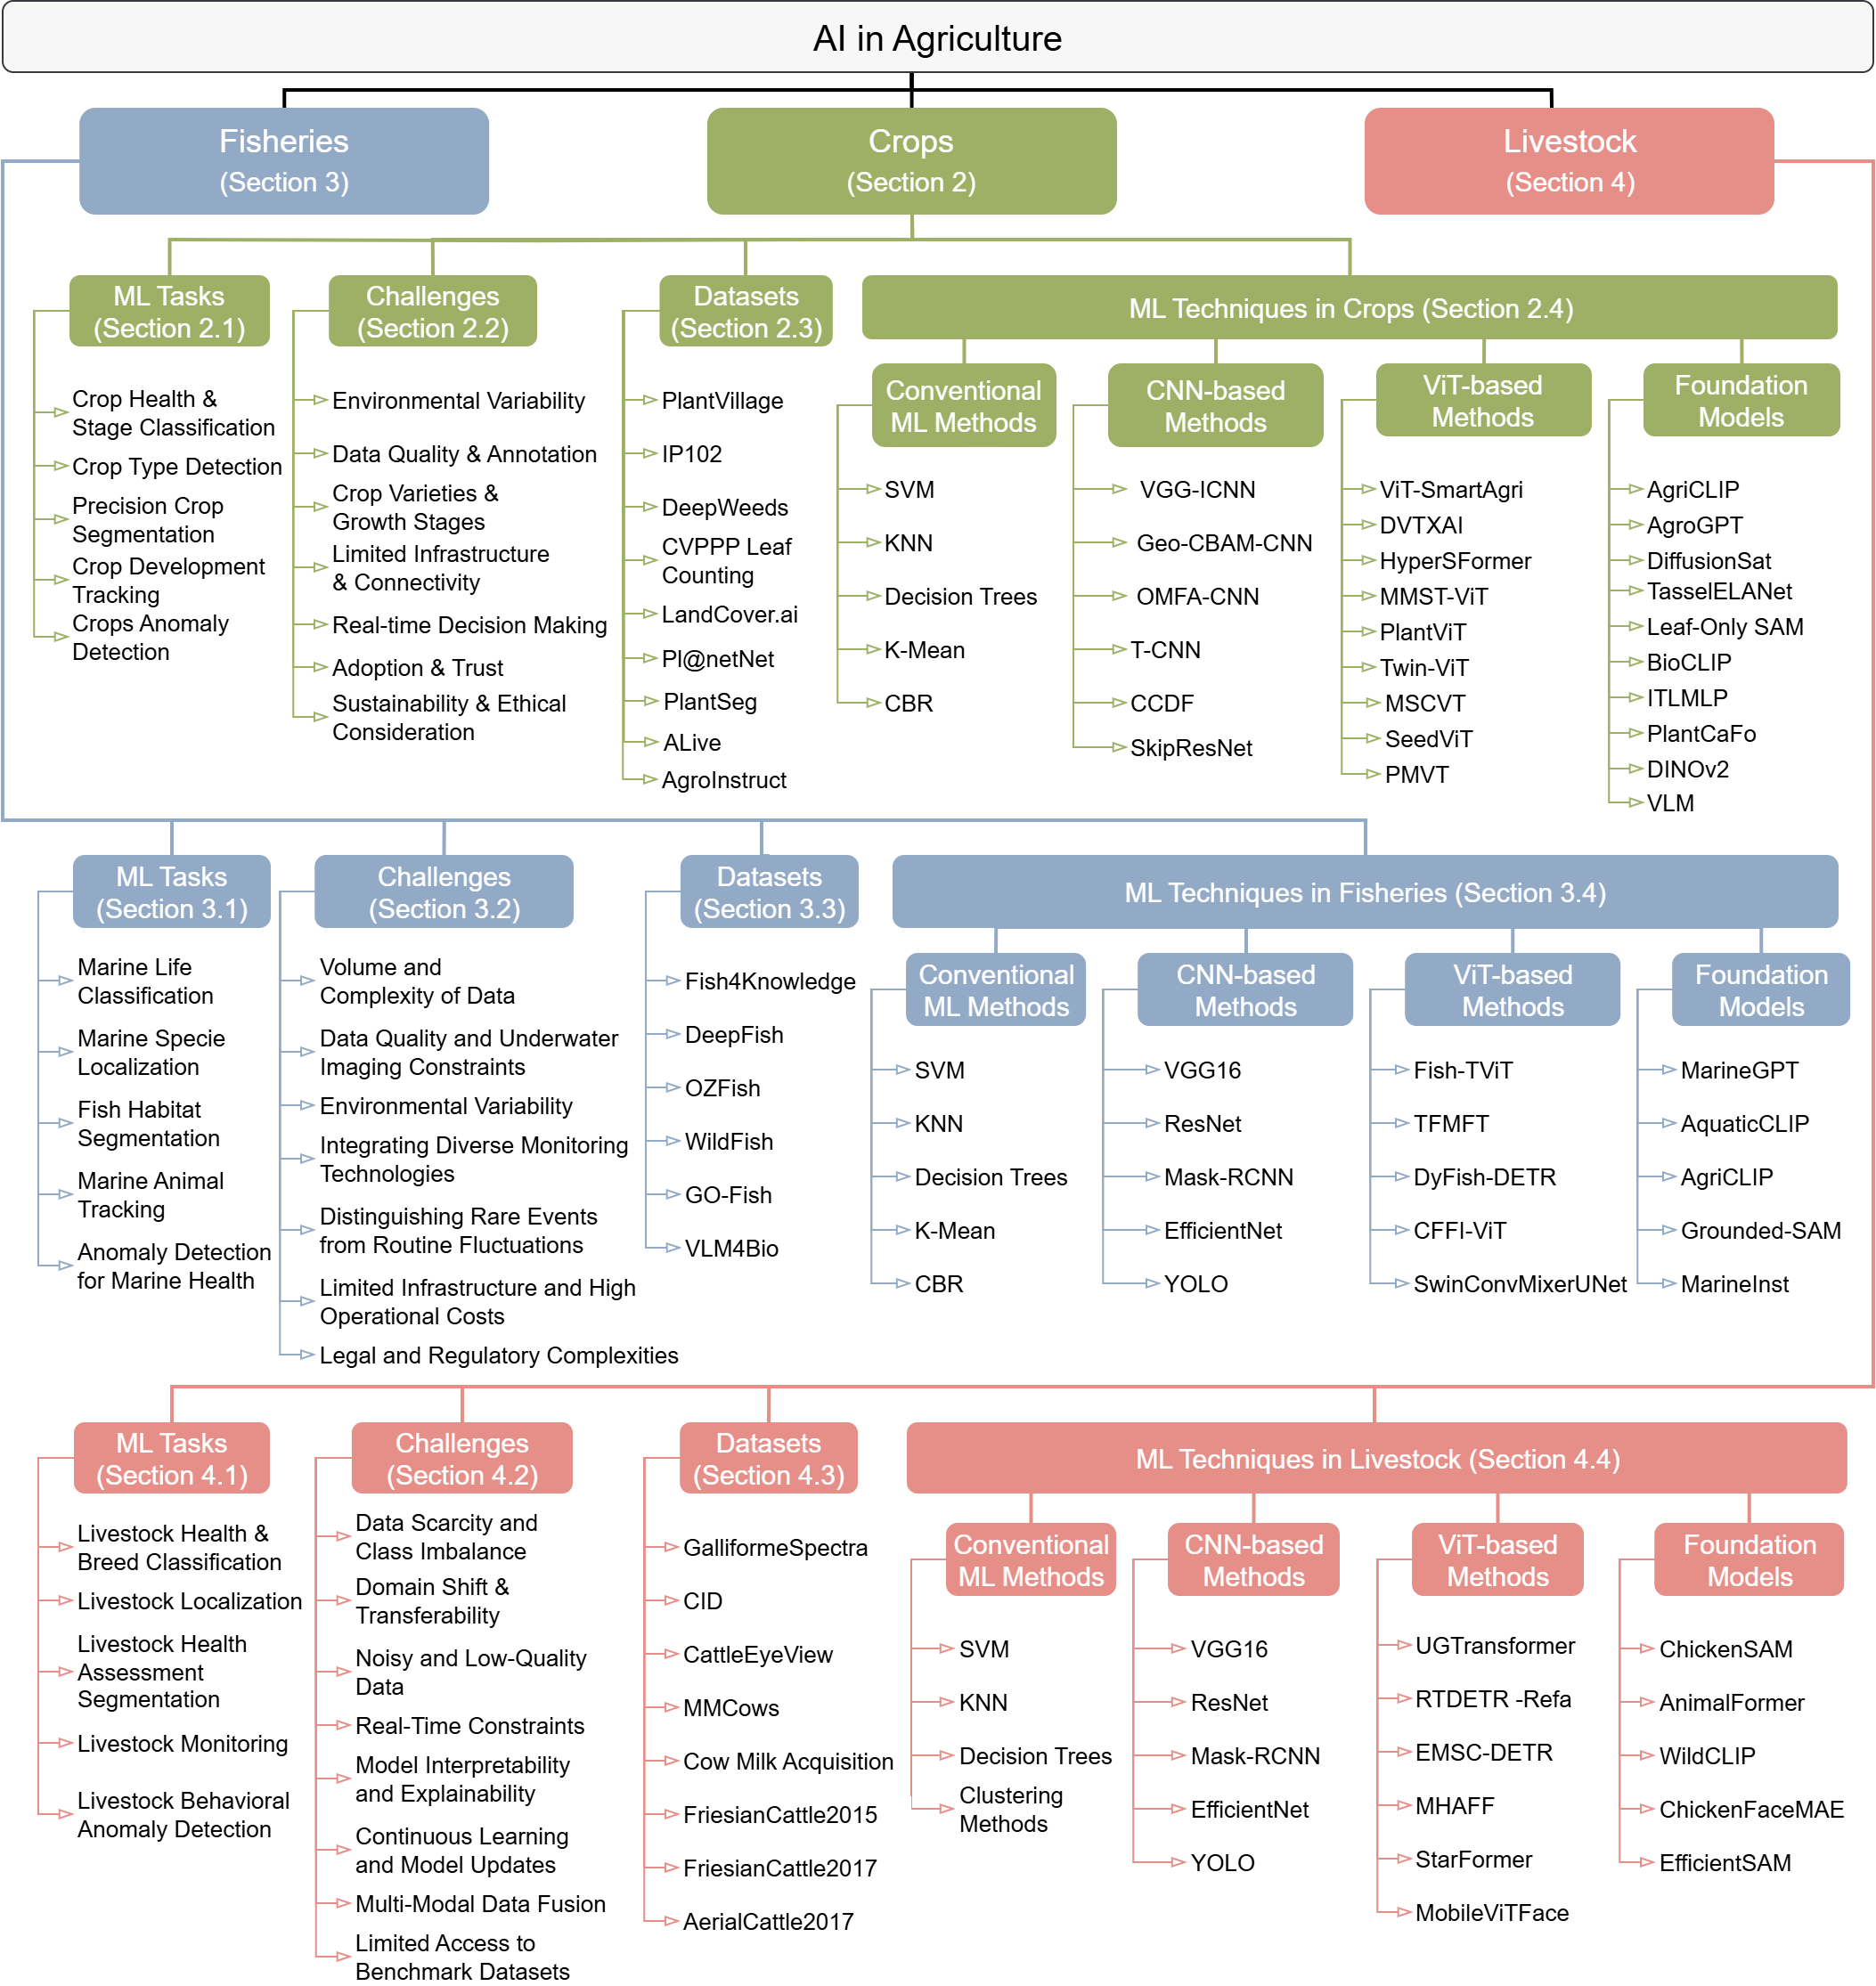 AI in Agriculture
Fisheries
(Section 3)
Crops
(Section 2)
Livestock
(Section 4)
ML Tasks
(Section 2.1)
Crop Health &
Stage Classification
Crop Type Detection
Precision Crop
Segmentation
Crop Development
Tracking
Crops Anomaly
Detection
Challenges
(Section 2.2)
Environmental Variability
Data Quality & Annotation
Crop Varieties &
Growth Stages
Limited Infrastructure
& Connectivity
Real-time Decision Making
Adoption & Trust
Sustainability & Ethical
Consideration
Datasets
(Section 2.3)
PlantVillage
IP102
DeepWeeds
CVPPP Leaf
Counting
LandCover.ai
Pl@netNet
PlantSeg
ALive
AgroInstruct
ML Techniques in Crops (Section 2.4)
Conventional
ML Methods
SVM
KNN
Decision Trees
K-Mean
CBR
CNN-based
Methods
VGG-ICNN
Geo-CBAM-CNN
OMFA-CNN
T-CNN
CCDF
SkipResNet
ViT-based
Methods
ViT-SmartAgri
DVTXAI
HyperSFormer
MMST-ViT
PlantViT
Twin-ViT
MSCVT
SeedViT
PMVT
Foundation
Models
AgriCLIP
AgroGPT
DiffusionSat
TasselELANet
Leaf-Only SAM
BioCLIP
ITLMLP
PlantCaFo
DINOv2
VLM
ML Tasks
(Section 3.1)
Marine Life
Classification
Marine Specie
Localization
Fish Habitat
Segmentation
Marine Animal
Tracking
Anomaly Detection
for Marine Health
Challenges
(Section 3.2)
Volume and
Complexity of Data
Data Quality and Underwater
Imaging Constraints
Environmental Variability
Integrating Diverse Monitoring
Technologies
Distinguishing Rare Events
from Routine Fluctuations
Limited Infrastructure and High
Operational Costs
Legal and Regulatory Complexities
Datasets
(Section 3.3)
Fish4Knowledge
DeepFish
OZFish
WildFish
GO-Fish
VLM4Bio
ML Techniques in Fisheries (Section 3.4)
Conventional
ML Methods
SVM
KNN
Decision Trees
K-Mean
CBR
CNN-based
Methods
VGG16
ResNet
Mask-RCNN
EfficientNet
YOLO
ViT-based
Methods
Fish-TViT
TFMFT
DyFish-DETR
CFFI-ViT
SwinConvMixerUNet
Foundation
Models
MarineGPT
AquaticCLIP
AgriCLIP
Grounded-SAM
MarineInst
ML Tasks
(Section 4.1)
Livestock Health &
Breed Classification
Livestock Localization
Livestock Health
Assessment
Segmentation
Livestock Monitoring
Livestock Behavioral
Anomaly Detection
Challenges
(Section 4.2)
Data Scarcity and
Class Imbalance
Domain Shift &
Transferability
Noisy and Low-Quality
Data
Real-Time Constraints
Model Interpretability
and Explainability
Continuous Learning
and Model Updates
Multi-Modal Data Fusion
Limited Access to
Benchmark Datasets
Datasets
(Section 4.3)
GalliformeSpectra
CID
CattleEyeView
MMCows
Cow Milk Acquisition
FriesianCattle2015
FriesianCattle2017
AerialCattle2017
ML Techniques in Livestock (Section 4.4)
Conventional
ML Methods
SVM
KNN
Decision Trees
Clustering
Methods
CNN-based
Methods
VGG16
ResNet
Mask-RCNN
EfficientNet
YOLO
ViT-based
Methods
UGTransformer
RTDETR -Refa
EMSC-DETR
MHAFF
StarFormer
MobileViTFace
Foundation
Models
ChickenSAM
AnimalFormer
WildCLIP
ChickenFaceMAE
EfficientSAM